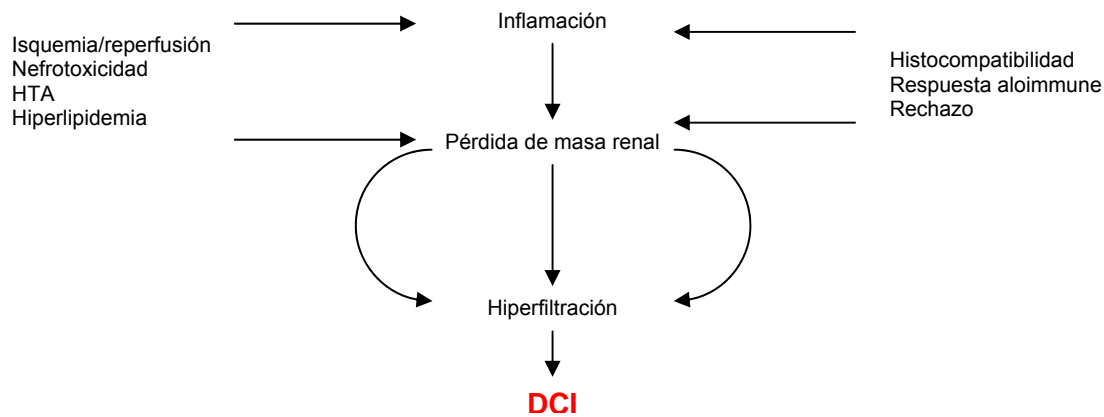 Inflamación
Isquemia/reperfusión
Nefrotoxicidad
HTA
Hiperlipidemia
Histocompatibilidad
Respuesta aloimmune
Rechazo
Pérdida de masa renal
Hiperfiltración
DCI